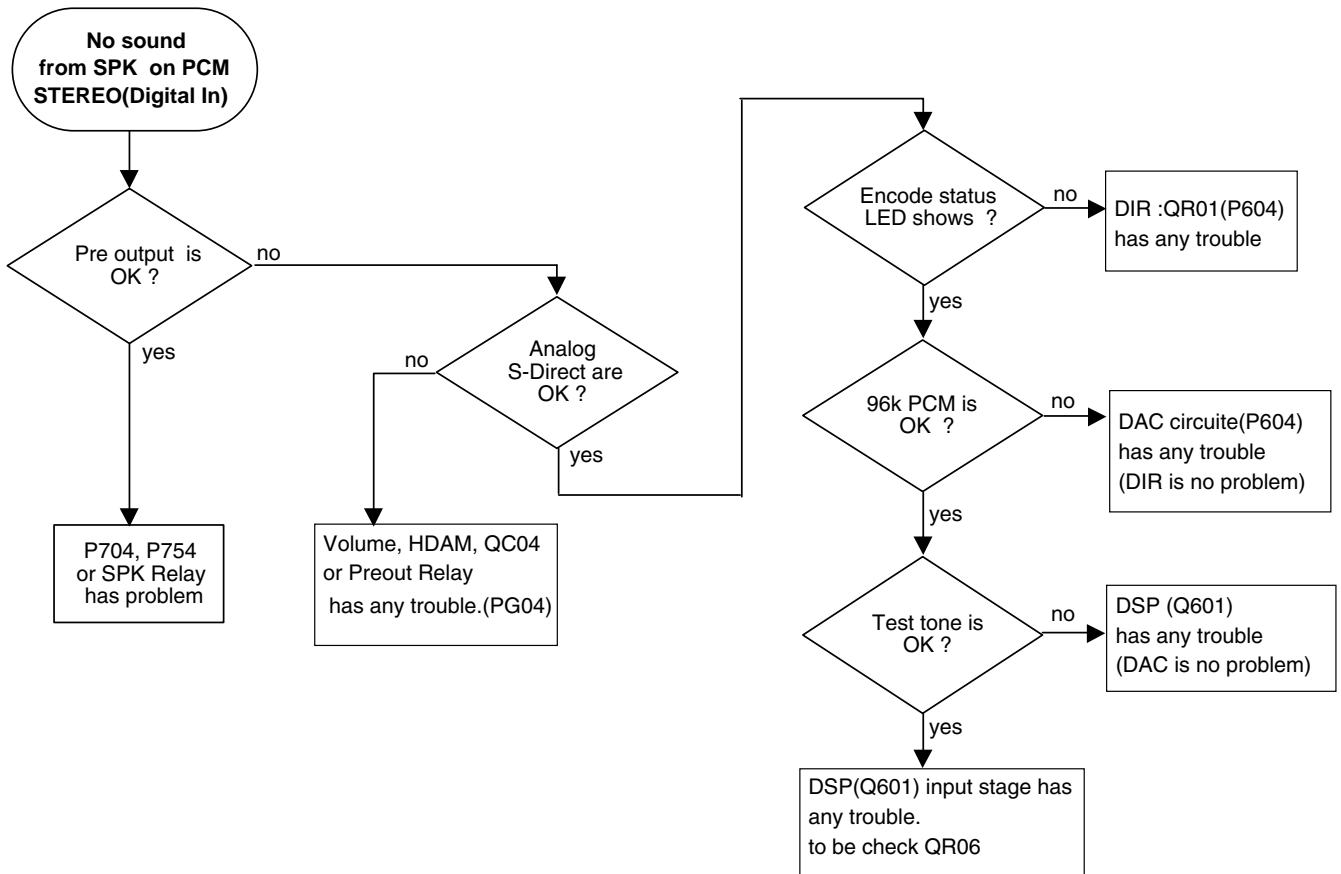 No sound
from SPK on PCM
STEREO(Digital In)
Pre output is
OK ?
no
yes
P704, P754
or SPK Relay
has problem
Analog
S-Direct are
OK ?
no
yes
Volume, HDAM, QC04
or Preout Relay
has any trouble.(PG04)
Encode status
LED shows ?
no
DIR :QR01(P604)
has any trouble
yes
96k PCM is
OK ?
no
DAC circuite(P604)
has any trouble
(DIR is no problem)
yes
Test tone is
OK ?
no
DSP (Q601)
has any trouble
(DAC is no problem)
yes
DSP(Q601) input stage has
any trouble.
to be check QR06